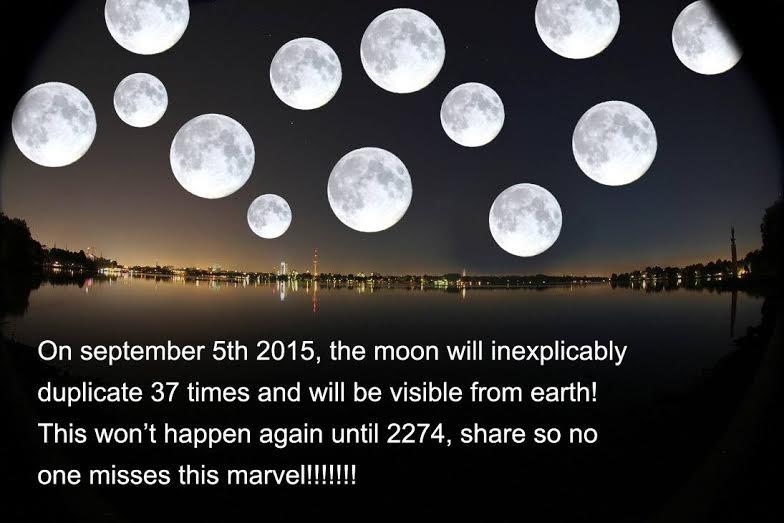 On september 5th 2015, the moon will inexplicably
duplicate 37 times and will be visible from earth!
This won’t happen again until 2274, share so no
one misses this marvel!!!!!!!